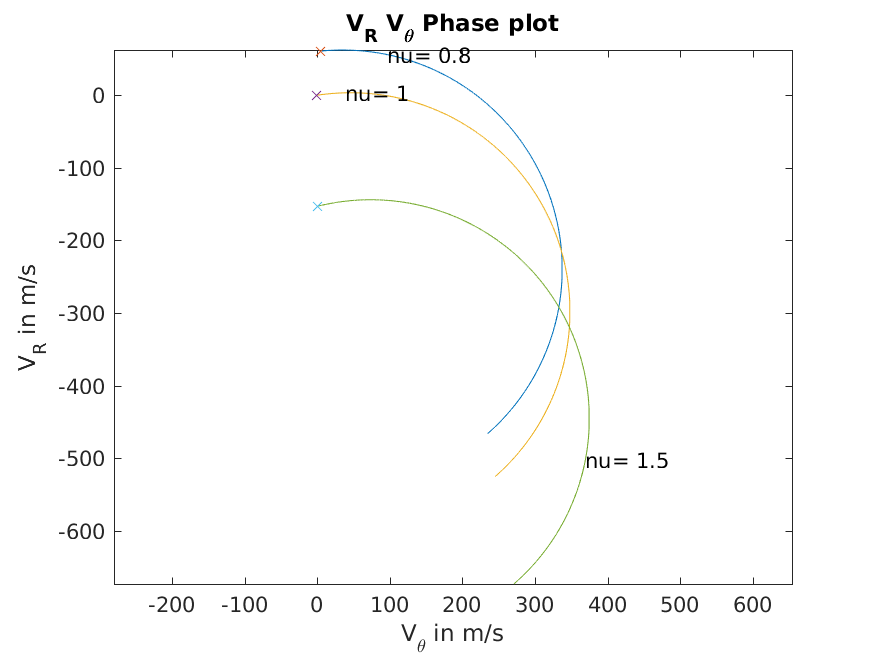 V_R V_θ Phase plot
nu= 0.8
nu= 1
nu= 1.5
0
-100
-200
-300
-400
-500
-600
V_R in m/s
-200 -100 0 100 200 300 400 500 600
V_θ in m/s